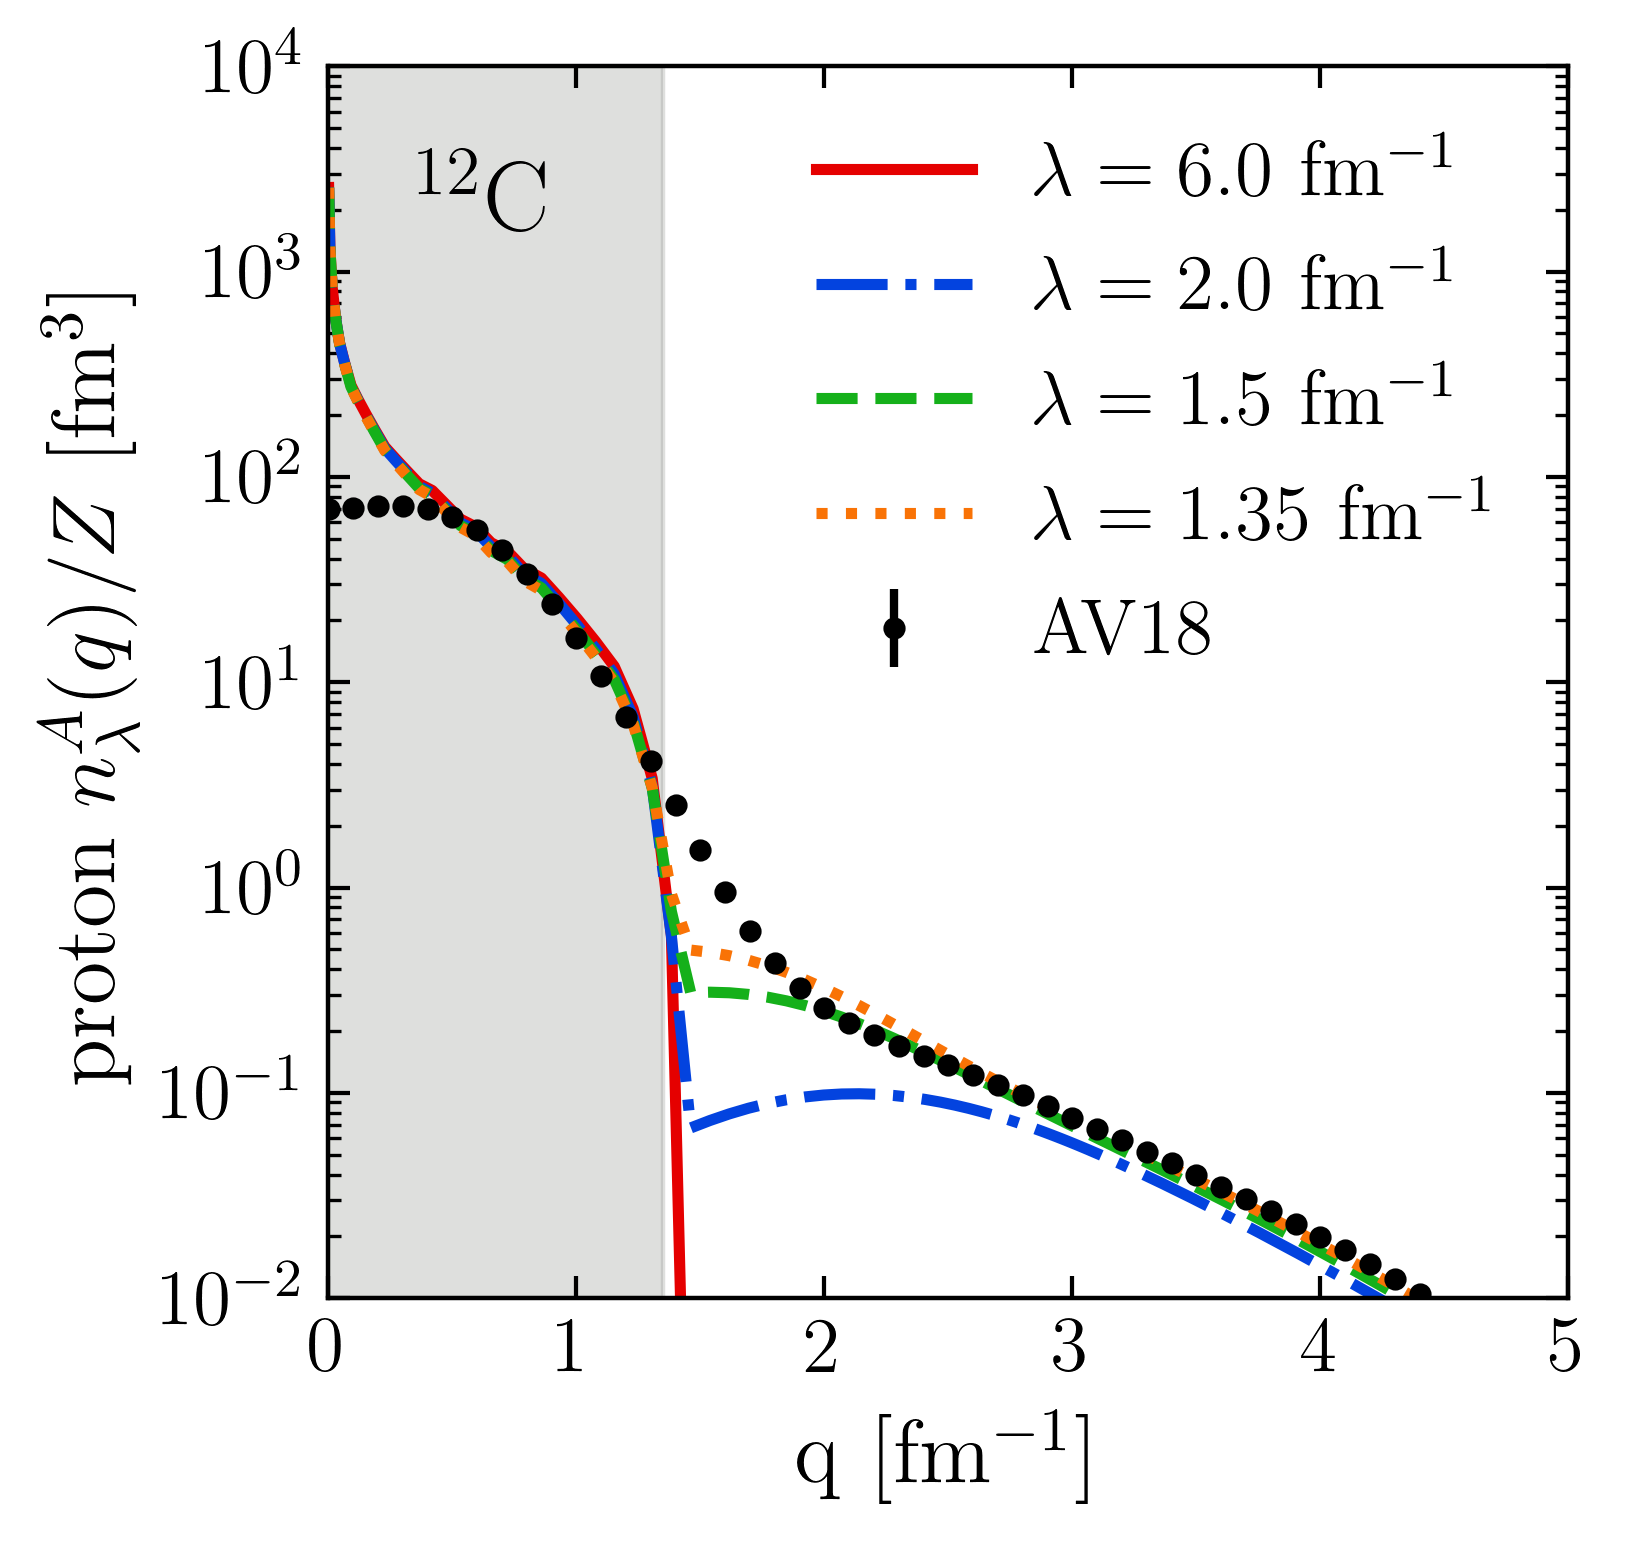 proton n_λ^A(q)/Z [fm³]
10⁴
10³
10²
10¹
10⁰
10⁻¹
10⁻²
¹²C
λ = 6.0 fm⁻¹
λ = 2.0 fm⁻¹
λ = 1.5 fm⁻¹
λ = 1.35 fm⁻¹
AV18
0 1 2 3 4 5
q [fm⁻¹]